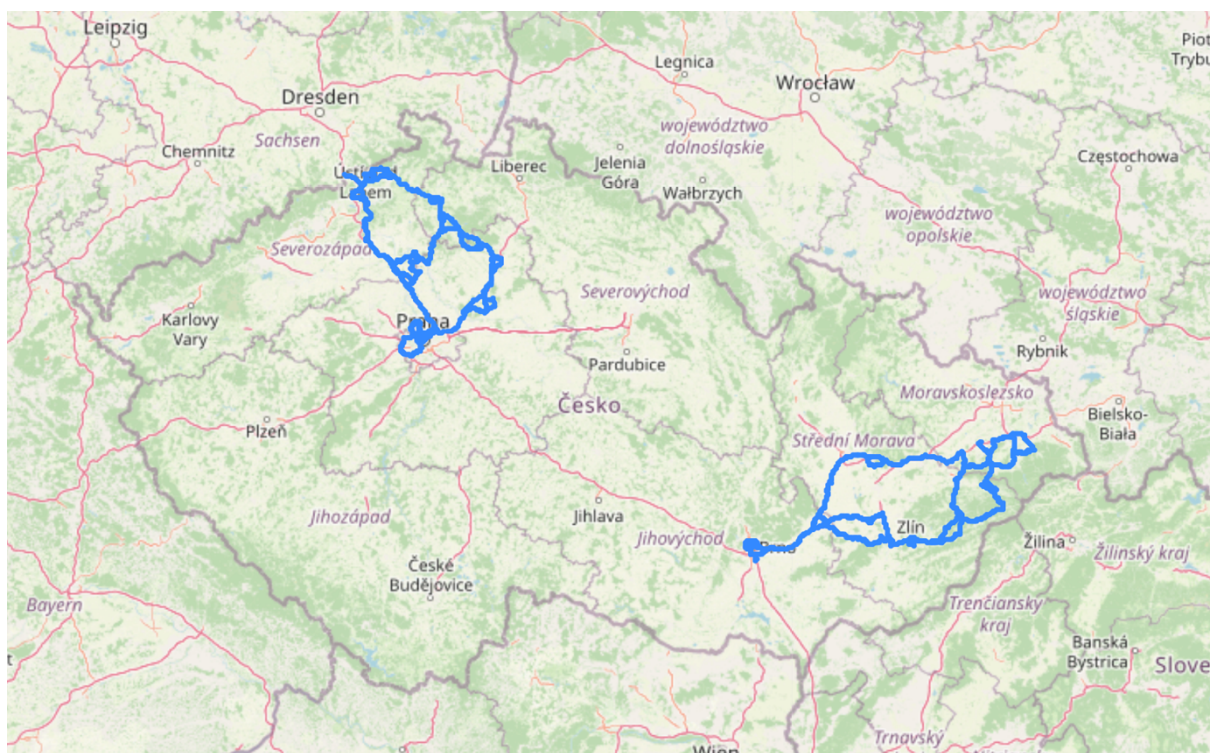 Leipzig
Legnica
Wrocław
Dresden
Sachsen
województwo
dolnośląskie
Chemnitz
Częstochowa
Liberec
Jelenia
Góra
Wałbrzych
województwo
opolskie
Severozápad
Severovýchod
województwo
śląskie
Karlovy
Vary
Pardubice
Rybnik
Česko
Moravskoslezsko
Bielsko-
Biała
Plzeň
Střední Morava
Jihozápad
Jihlava
Jihovýchod
Zlín
Žilina
Žilinský kraj
České
Budějovice
Bayern
Trenčiansky
kraj
Banská
Bystrica
Slove
Trnavský
Wien